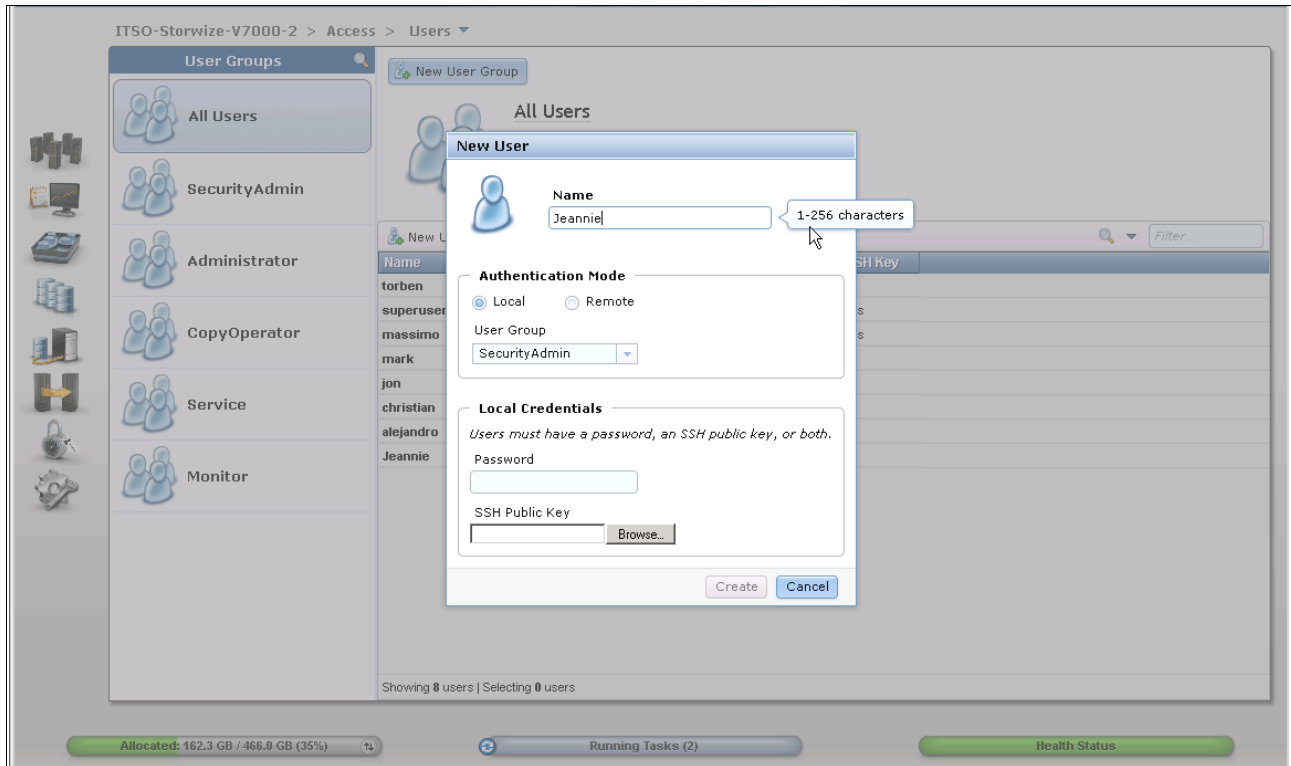 ITSO-Storwize-V7000-2 > Access > Users
User Groups
New User Group
All Users
All Users
SecurityAdmin
Administrator
CopyOperator
Service
Monitor
New User
Name
Jeannie
1-256 characters
Authentication Mode
Local Remote
User Group
SecurityAdmin
Local Credentials
Users must have a password, an SSH public key, or both.
Password
SSH Public Key
Browse...
Create Cancel
New U
Filter...
Name SH Key
torben
superuser s
massimo s
mark
jon
christian
alejandro
Jeannie
Showing 8 users | Selecting 0 users
Allocated: 162.3 GB / 466.0 GB (35%) Running Tasks (2) Health Status